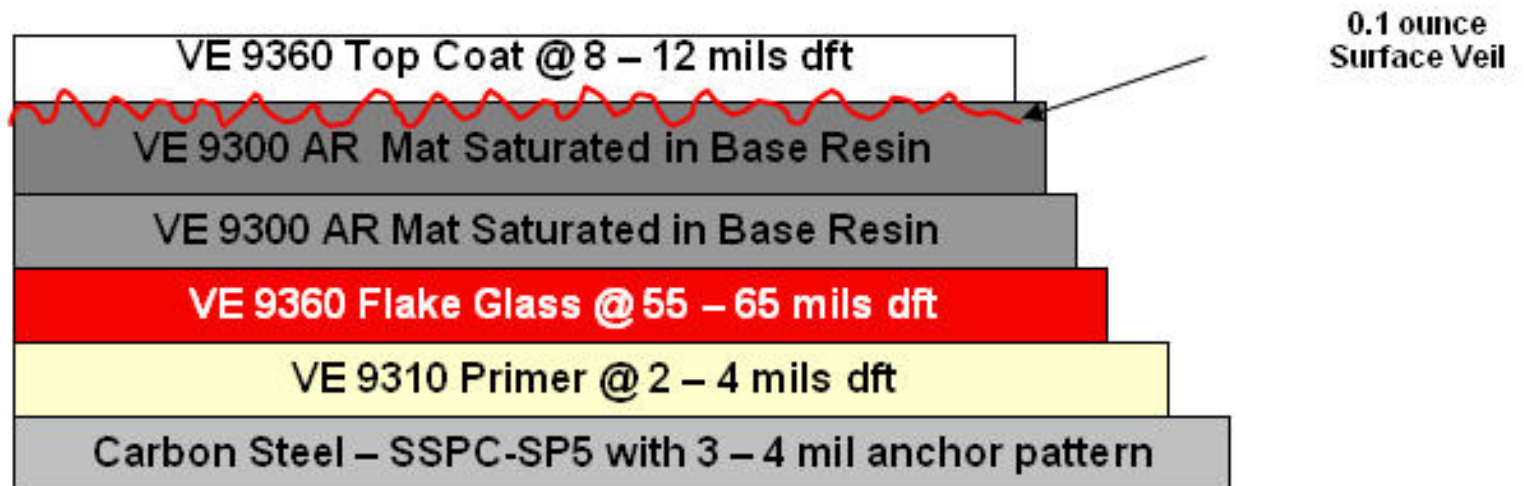 0.1 ounce
Surface Veil
VE 9360 Top Coat @ 8 – 12 mils dft
VE 9300 AR  Mat Saturated in Base Resin
VE 9300 AR Mat Saturated in Base Resin
VE 9360 Flake Glass @ 55 – 65 mils dft
VE 9310 Primer @ 2 – 4 mils dft
Carbon Steel – SSPC-SP5 with 3 – 4 mil anchor pattern